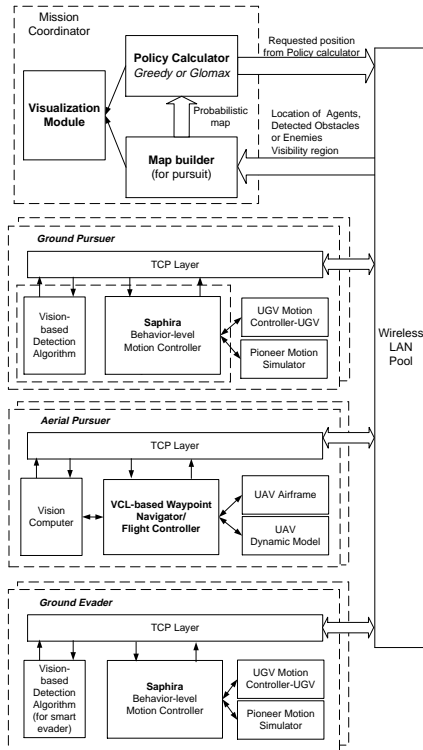 Mission
Coordinator
Policy Calculator
Greedy or Glomax
Requested position
from Policy calculator
Visualization
Module
Probabilistic
map
Location of Agents,
Detected Obstacles
or Enemies
Visibility region
Map builder
(for pursuit)
Ground Pursuer
TCP Layer
Vision-
based
Detection
Algorithm
Saphira
Behavior-level
Motion Controller
UGV Motion
Controller-UGV
Pioneer Motion
Simulator
Wireless
LAN
Pool
Aerial Pursuer
TCP Layer
Vision
Computer
VCL-based Waypoint
Navigator/
Flight Controller
UAV Airframe
UAV
Dynamic Model
Ground Evader
TCP Layer
Vision-
based
Detection
Algorithm
(for smart
evader)
Saphira
Behavior-level
Motion Controller
UGV Motion
Controller-UGV
Pioneer Motion
Simulator